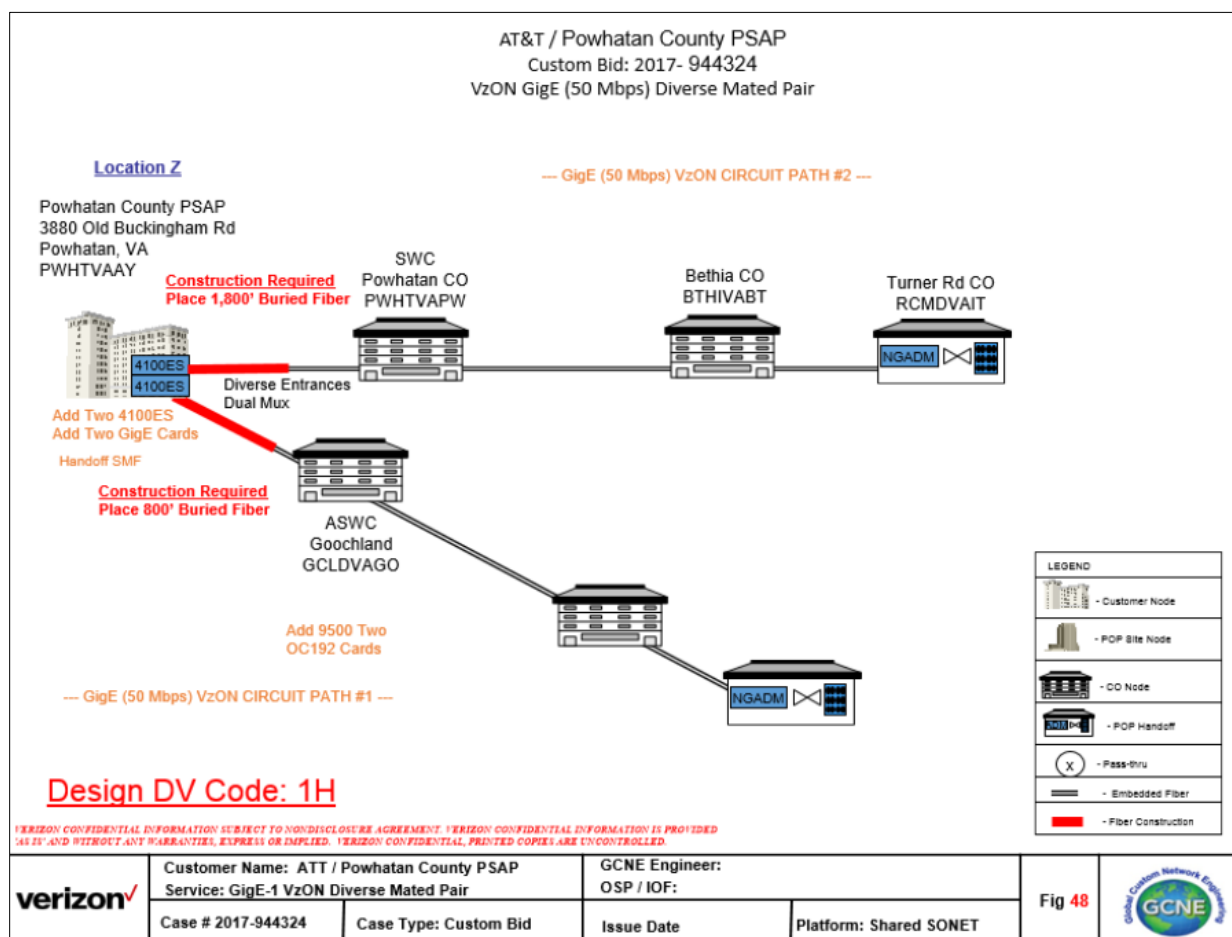 AT&T / Powhatan County PSAP
Custom Bid: 2017- 944324
VzON GigE (50 Mbps) Diverse Mated Pair
Location Z
--- GigE (50 Mbps) VzON CIRCUIT PATH #2 ---
Powhatan County PSAP
3880 Old Buckingham Rd
Powhatan, VA
PWHTVAAY
Construction Required
Place 1,800' Buried Fiber
SWC
Powhatan CO
PWHTVAPW
Bethia CO
BTHIVABT
Turner Rd CO
RCMDVAIT
NGADM
4100ES
4100ES
Diverse Entrances
Dual Mux
Add Two 4100ES
Add Two GigE Cards
Handoff SMF
Construction Required
Place 800' Buried Fiber
ASWC
Goochland
GCLDVAGO
Add 9500 Two
OC192 Cards
--- GigE (50 Mbps) VzON CIRCUIT PATH #1 ---
NGADM
LEGEND
- Customer Node
- POP Site Node
- CO Node
- POP Handoff
X
- Pass-thru
- Embedded Fiber
- Fiber Construction
Design DV Code: 1H
VERIZON CONFIDENTIAL INFORMATION SUBJECT TO NONDISCLOSURE AGREEMENT. VERIZON CONFIDENTIAL INFORMATION IS PROVIDED
'AS IS' AND WITHOUT ANY WARRANTIES, EXPRESS OR IMPLIED. VERIZON CONFIDENTIAL, PRINTED COPIES ARE UNCONTROLLED.
verizon✓
Customer Name: ATT / Powhatan County PSAP
Service: GigE-1 VzON Diverse Mated Pair
GCNE Engineer:
OSP / IOF:
Case # 2017-944324
Case Type: Custom Bid
Issue Date
Platform: Shared SONET
Fig 48
Global Custom Network Engineering
GCNE